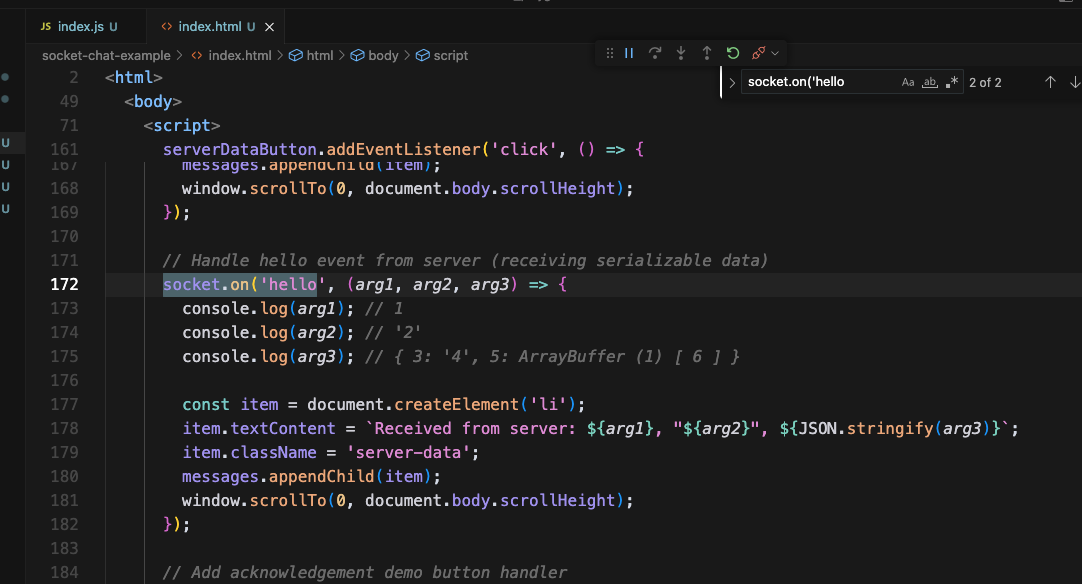 JS index.js U
<> index.html U ×
socket-chat-example > <> index.html > html > body > script
socket.on('hello Aa ab .* 2 of 2
2 <html>
49 <body>
71 <script>
161 serverDataButton.addEventListener('click', () => {
167 messages.appendChild(item);
168 window.scrollTo(0, document.body.scrollHeight);
169 });
170
171 // Handle hello event from server (receiving serializable data)
172 socket.on('hello', (arg1, arg2, arg3) => {
173 console.log(arg1); // 1
174 console.log(arg2); // '2'
175 console.log(arg3); // { 3: '4', 5: ArrayBuffer (1) [ 6 ] }
176
177 const item = document.createElement('li');
178 item.textContent = `Received from server: ${arg1}, "${arg2}", ${JSON.stringify(arg3)}`;
179 item.className = 'server-data';
180 messages.appendChild(item);
181 window.scrollTo(0, document.body.scrollHeight);
182 });
183
184 // Add acknowledgement demo button handler
U
U
U
U